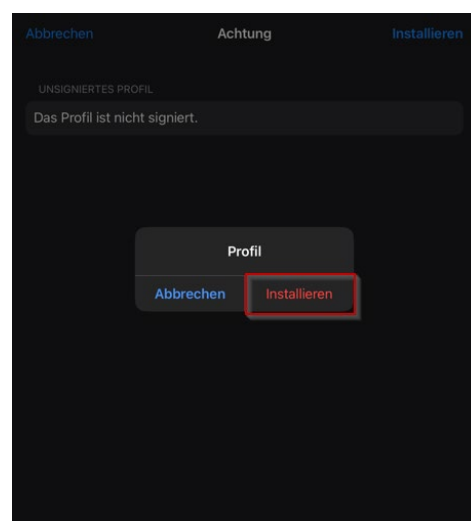 Abbrechen Achtung Installieren
UNSIGNIERTES PROFIL
Das Profil ist nicht signiert.
Profil
Abbrechen Installieren